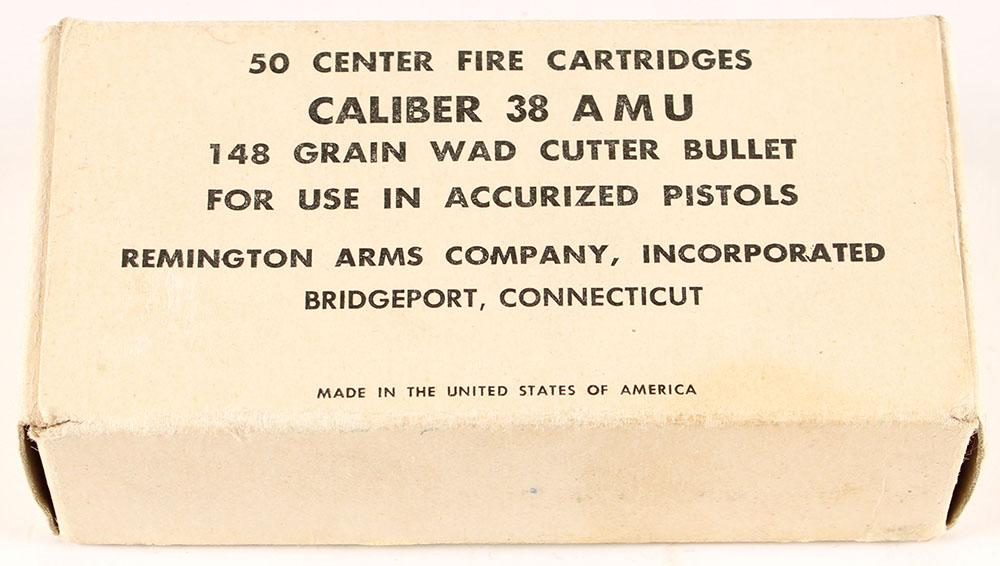 50 CENTER FIRE CARTRIDGES
CALIBER 38 AMU
148 GRAIN WAD CUTTER BULLET
FOR USE IN ACCURIZED PISTOLS
REMINGTON ARMS COMPANY, INCORPORATED
BRIDGEPORT, CONNECTICUT
MADE IN THE UNITED STATES OF AMERICA